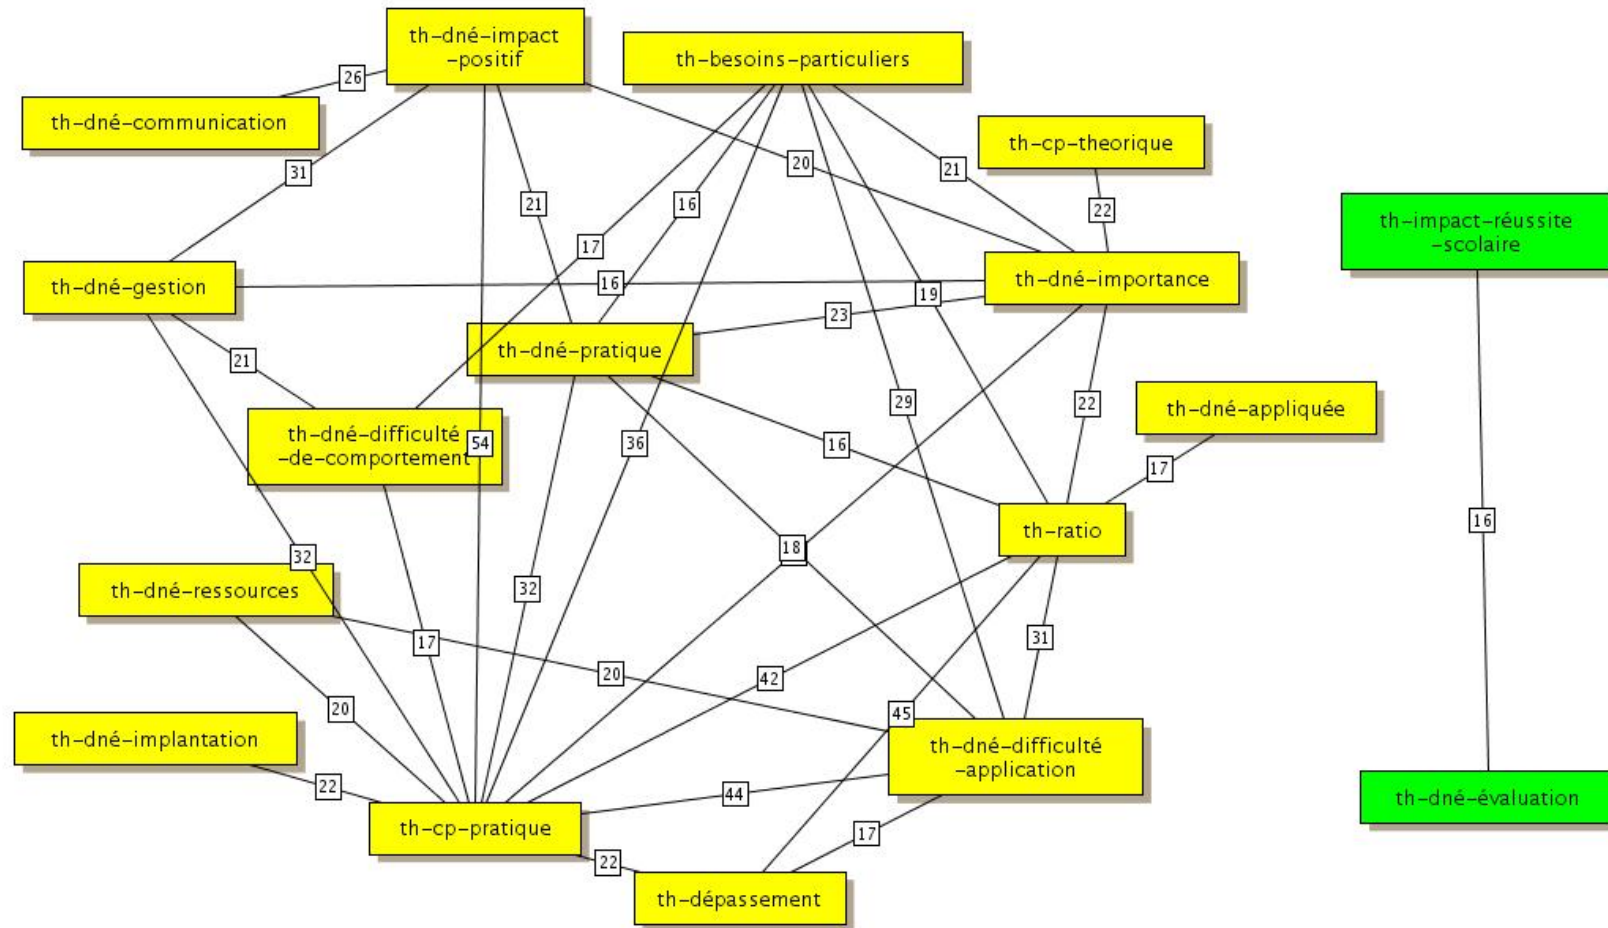 th-dné-impact
-positif
th-besoins-particuliers
26
th-dné-communication
th-cp-theorique
20
21
31
21
16
22
th-impact-réussite
-scolaire
17
th-dné-gestion
16
th-dné-importance
19
23
th-dné-pratique
21
th-dné-appliquée
29
22
th-dné-difficulté
-de-comportement
54
36
16
17
16
th-ratio
18
32
th-dné-ressources
32
17
31
20
42
20
45
th-dné-implantation
th-dné-difficulté
-application
22
44
th-dné-évaluation
th-cp-pratique
17
22
th-dépassement